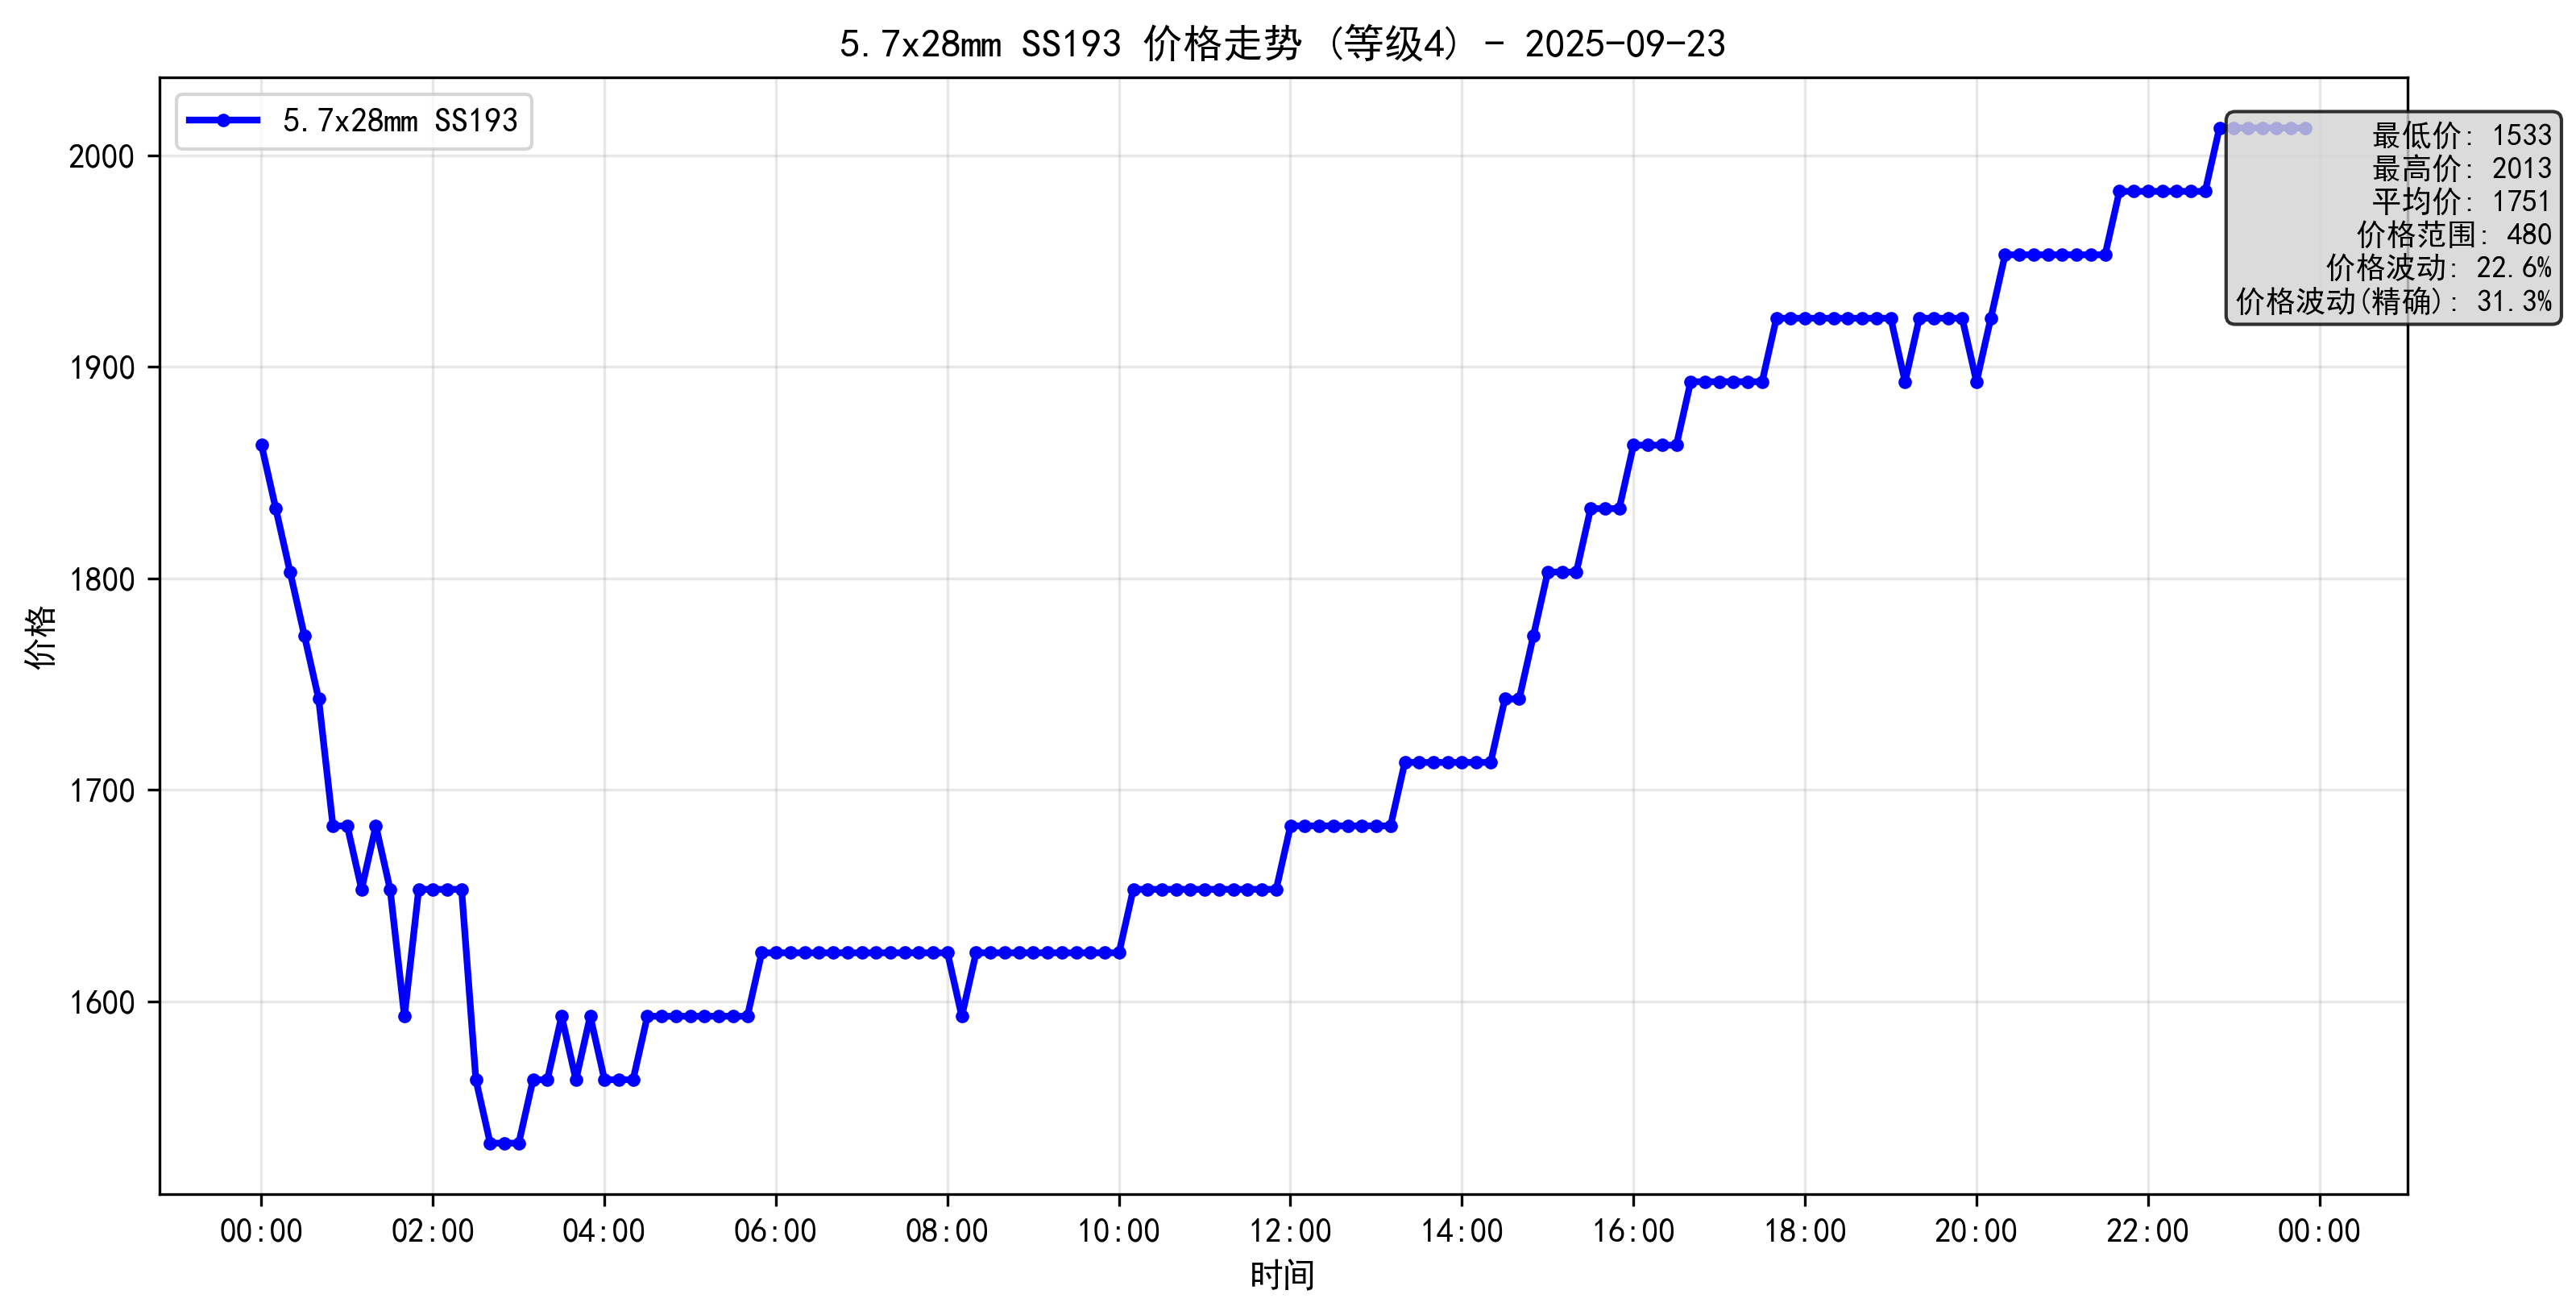 5.7x28mm SS193 价格走势 (等级4) - 2025-09-23
5.7x28mm SS193
最低价: 1533
最高价: 2013
平均价: 1751
价格范围: 480
价格波动: 22.6%
价格波动(精确): 31.3%
价格
2000
1900
1800
1700
1600
00:00 02:00 04:00 06:00 08:00 10:00 12:00 14:00 16:00 18:00 20:00 22:00 00:00
时间